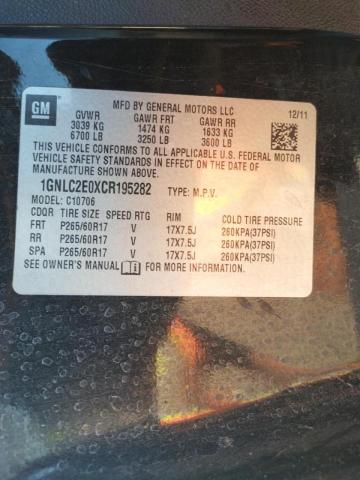 GM
MFD BY GENERAL MOTORS LLC
12/11
GVWR GAWR FRT GAWR RR
3039 KG 1474 KG 1633 KG
6700 LB 3250 LB 3600 LB
THIS VEHICLE CONFORMS TO ALL APPLICABLE U.S. FEDERAL MOTOR
VEHICLE SAFETY STANDARDS IN EFFECT ON THE DATE OF
MANUFACTURE SHOWN ABOVE.
1GNLC2E0XCR195282 TYPE: M.P.V.
MODEL: C10706
CDQR TIRE SIZE SPEED RTG RIM COLD TIRE PRESSURE
FRT P265/60R17 V 17X7.5J 260KPA(37PSI)
RR P265/60R17 V 17X7.5J 260KPA(37PSI)
SPA P265/60R17 V 17X7.5J 260KPA(37PSI)
SEE OWNER'S MANUAL FOR MORE INFORMATION.